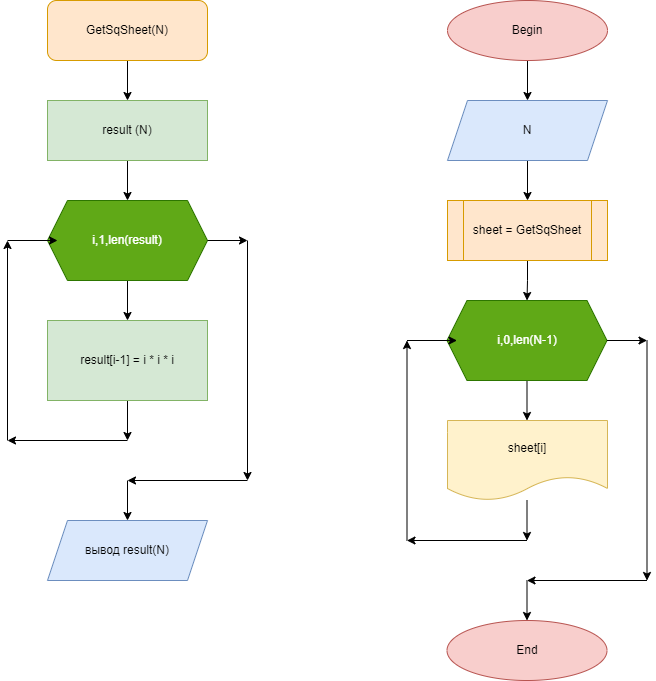 GetSqSheet(N)
result (N)
i,1,len(result)
result[i-1] = i * i * i
вывод result(N)
Begin
N
sheet = GetSqSheet
i,0,len(N-1)
sheet[i]
End